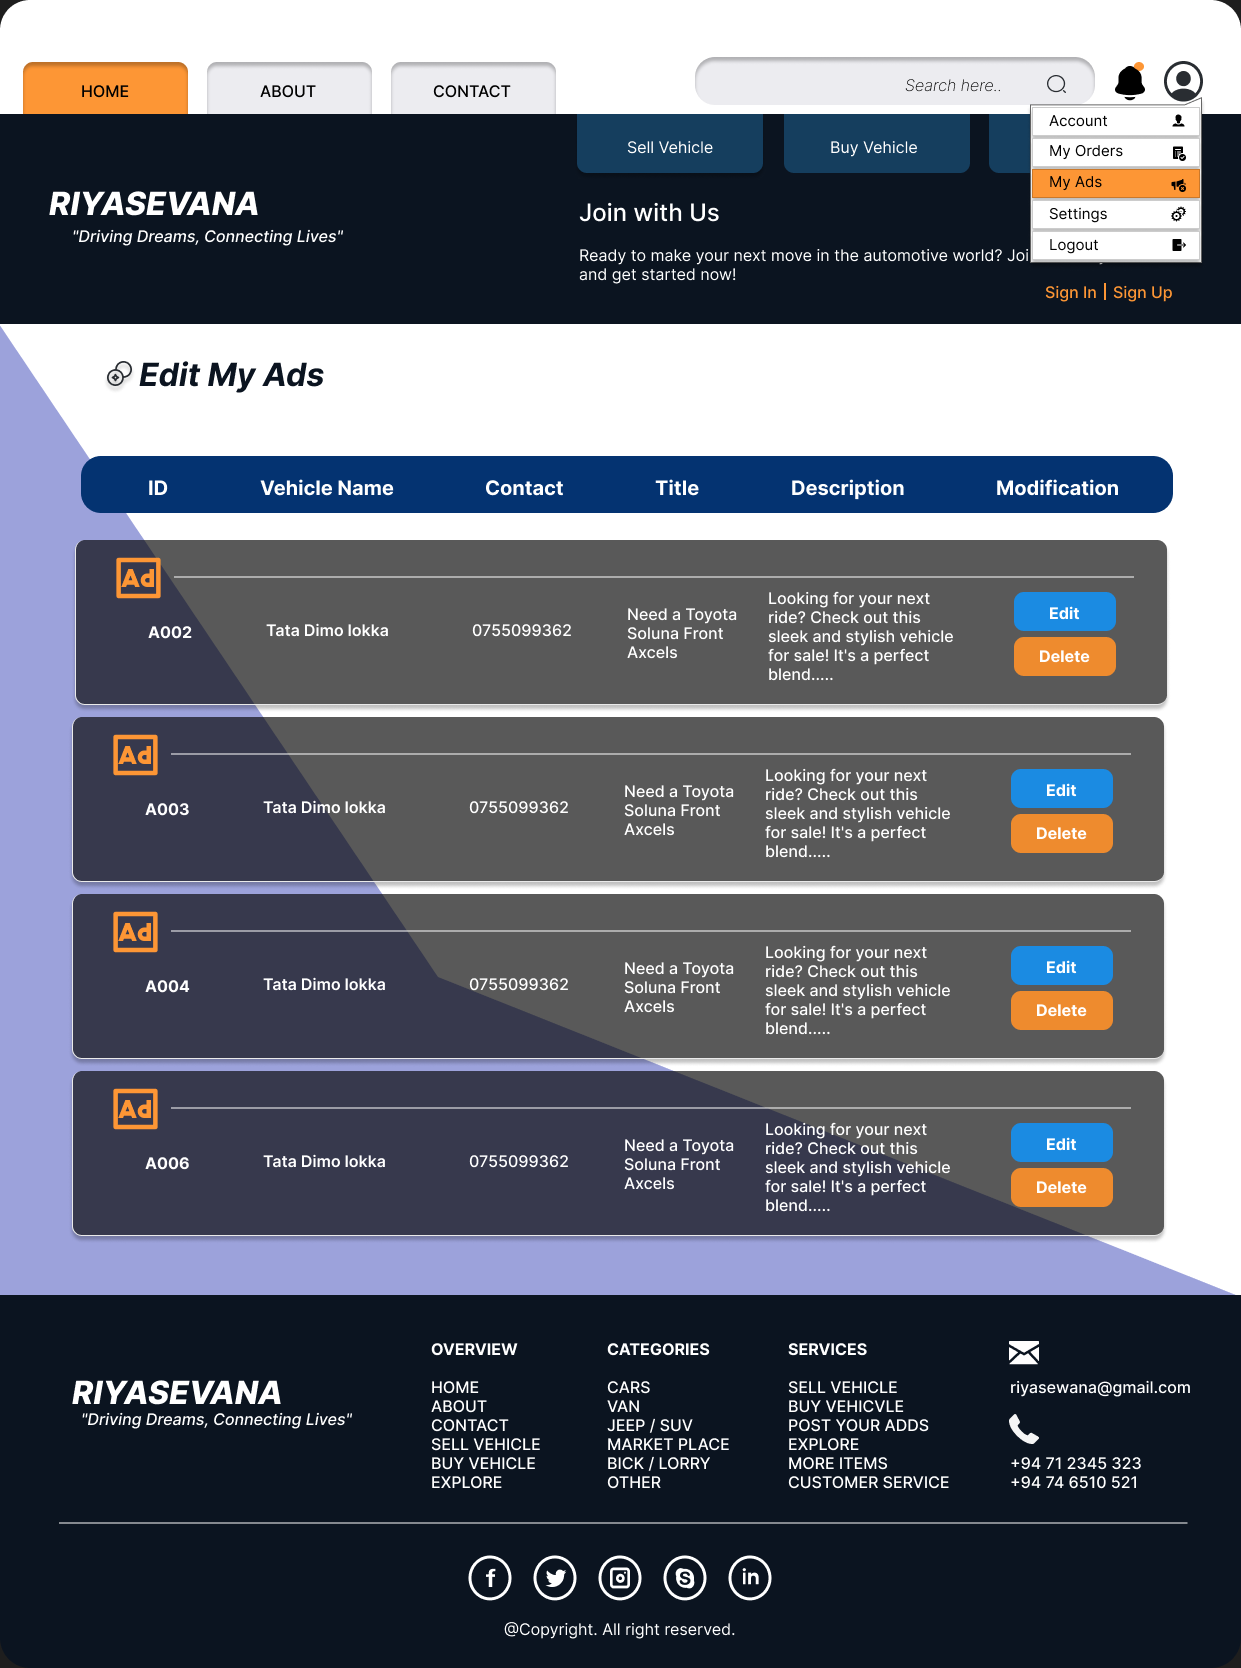 HOME
ABOUT
CONTACT
Search here..
Account
My Orders
My Ads
Settings
Logout
Sell Vehicle
Buy Vehicle
RIYASEVANA
"Driving Dreams, Connecting Lives"
Join with Us
Ready to make your next move in the automotive world?
and get started now!
Sign In | Sign Up
Edit My Ads
ID
Vehicle Name
Contact
Title
Description
Modification
Ad
A002
Tata Dimo lokka
0755099362
Need a Toyota
Soluna Front
Axcels
Looking for your next
ride? Check out this
sleek and stylish vehicle
for sale! It's a perfect
blend.....
Edit
Delete
Ad
A003
Tata Dimo lokka
0755099362
Need a Toyota
Soluna Front
Axcels
Looking for your next
ride? Check out this
sleek and stylish vehicle
for sale! It's a perfect
blend.....
Edit
Delete
Ad
A004
Tata Dimo lokka
0755099362
Need a Toyota
Soluna Front
Axcels
Looking for your next
ride? Check out this
sleek and stylish vehicle
for sale! It's a perfect
blend.....
Edit
Delete
Ad
A006
Tata Dimo lokka
0755099362
Need a Toyota
Soluna Front
Axcels
Looking for your next
ride? Check out this
sleek and stylish vehicle
for sale! It's a perfect
blend.....
Edit
Delete
RIYASEVANA
"Driving Dreams, Connecting Lives"
OVERVIEW
HOME
ABOUT
CONTACT
SELL VEHICLE
BUY VEHICLE
EXPLORE
CATEGORIES
CARS
VAN
JEEP / SUV
MARKET PLACE
BICK / LORRY
OTHER
SERVICES
SELL VEHICLE
BUY VEHICVLE
POST YOUR ADDS
EXPLORE
MORE ITEMS
CUSTOMER SERVICE
riyasewana@gmail.com
+94 71 2345 323
+94 74 6510 521
@Copyright. All right reserved.